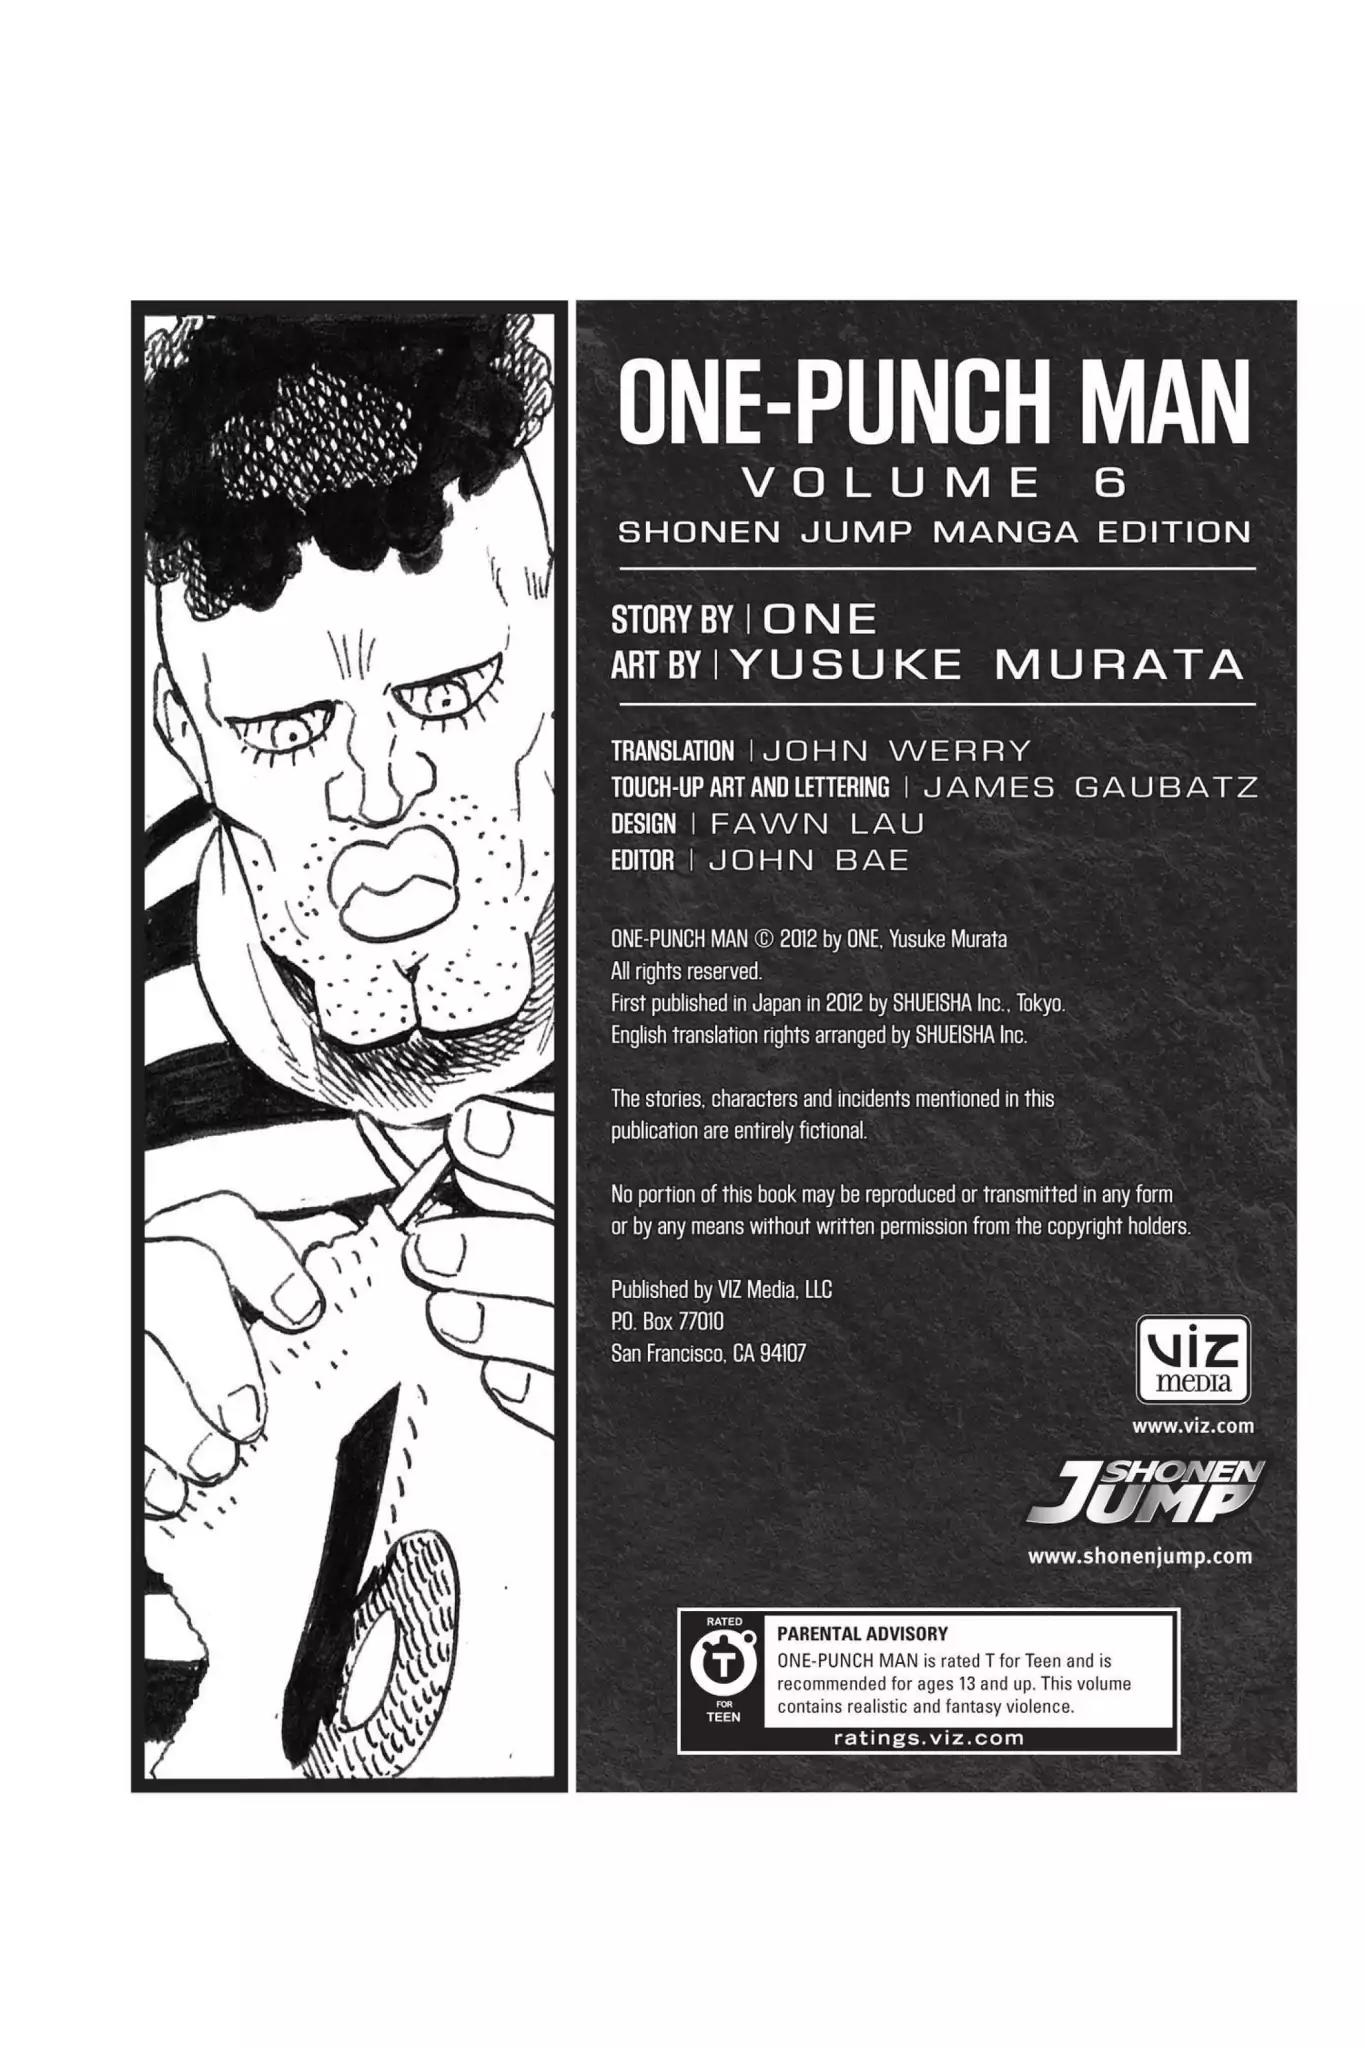 ONE-PUNCH MAN
VOLUME 6
SHONEN JUMP MANGA EDITION
STORY BY | ONE
ART BY | YUSUKE MURATA
TRANSLATION | JOHN WERRY
TOUCH-UP ART AND LETTERING | JAMES GAUBATZ
DESIGN | FAWN LAU
EDITOR | JOHN BAE
ONE-PUNCH MAN © 2012 by ONE, Yusuke Murata
All rights reserved.
First published in Japan in 2012 by SHUEISHA Inc., Tokyo.
English translation rights arranged by SHUEISHA Inc.
The stories, characters and incidents mentioned in this
publication are entirely fictional.
No portion of this book may be reproduced or transmitted in any form
or by any means without written permission from the copyright holders.
Published by VIZ Media, LLC
P.O. Box 77010
San Francisco, CA 94107
VIZ
MEDIA
www.viz.com
SHONEN
JUMP
www.shonenjump.com
RATED
T
FOR
TEEN
PARENTAL ADVISORY
ONE-PUNCH MAN is rated T for Teen and is
recommended for ages 13 and up. This volume
contains realistic and fantasy violence.
ratings.viz.com